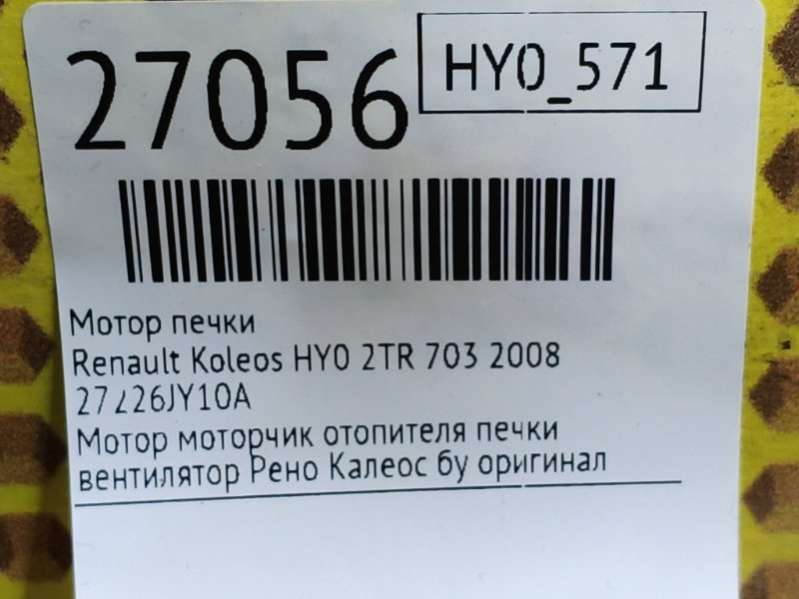 27056
HY0_571
Мотор печки
Renault Koleos HY0 2TR 703 2008
27226JY10A
Мотор моторчик отопителя печки
вентилятор Рено Калеос бу оригинал